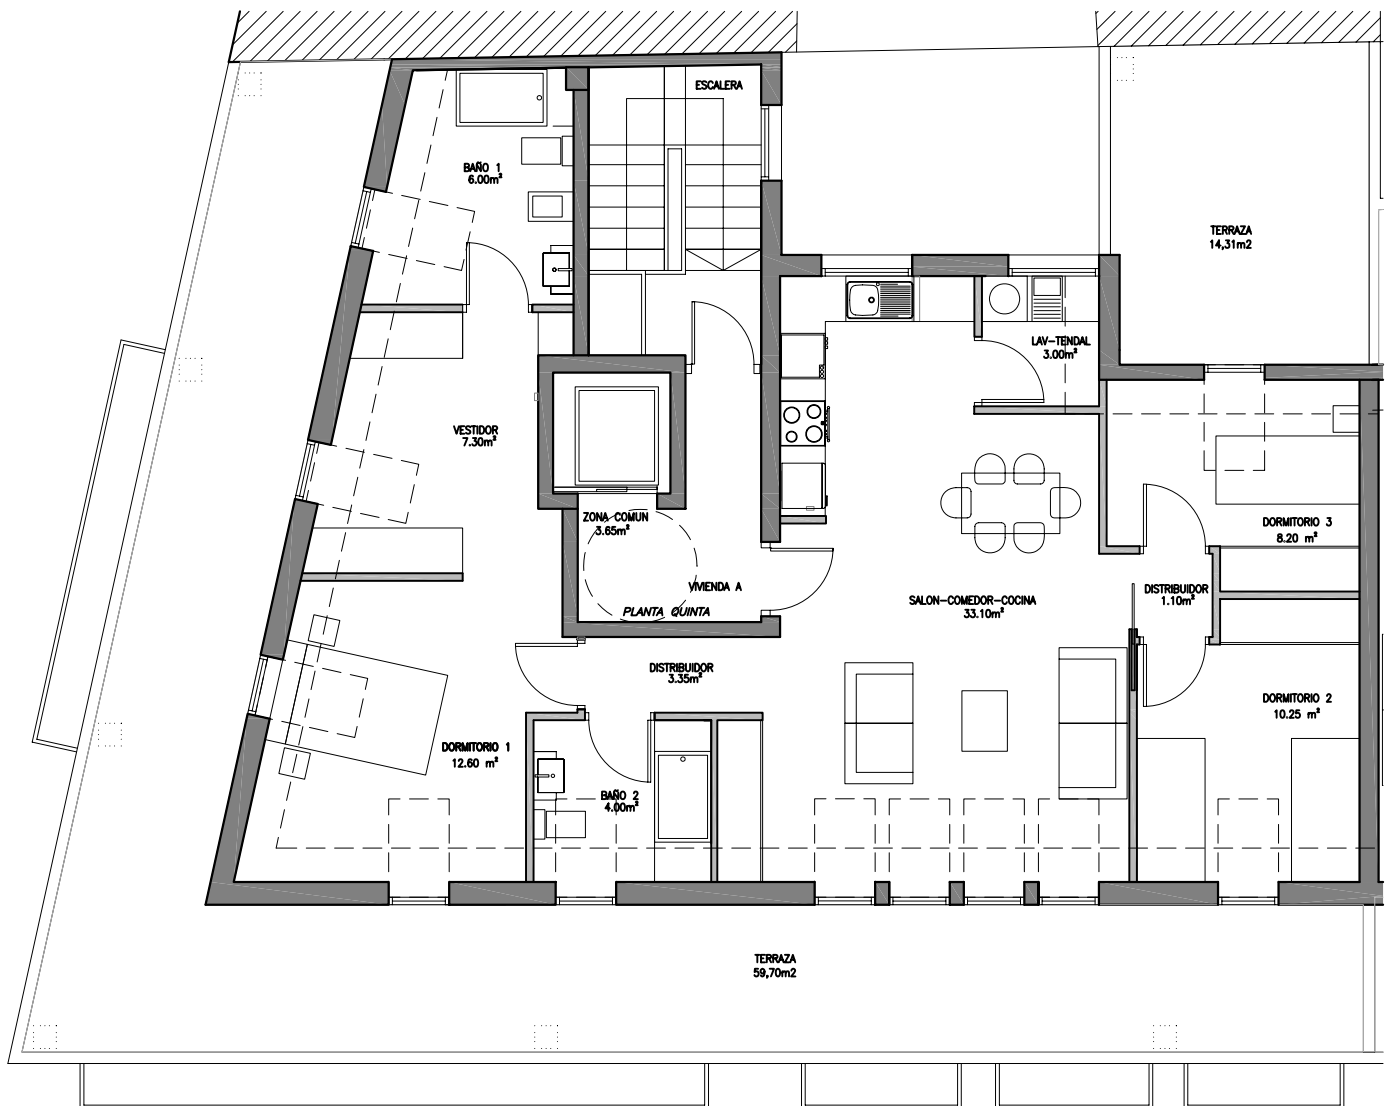 ESCALERA
BAÑO 1
6.00m²
TERRAZA
14,31m2
LAV-TENDAL
3.00m²
VESTIDOR
7.30m²
ZONA COMUN
3.65m²
DORMITORIO 3
8.20 m²
VIVIENDA A
PLANTA QUINTA
SALON-COMEDOR-COCINA
33.10m²
DISTRIBUIDOR
1.10m²
DISTRIBUIDOR
3.35m²
DORMITORIO 2
10.25 m²
DORMITORIO 1
12.60 m²
BAÑO 2
4.00m²
TERRAZA
59,70m2